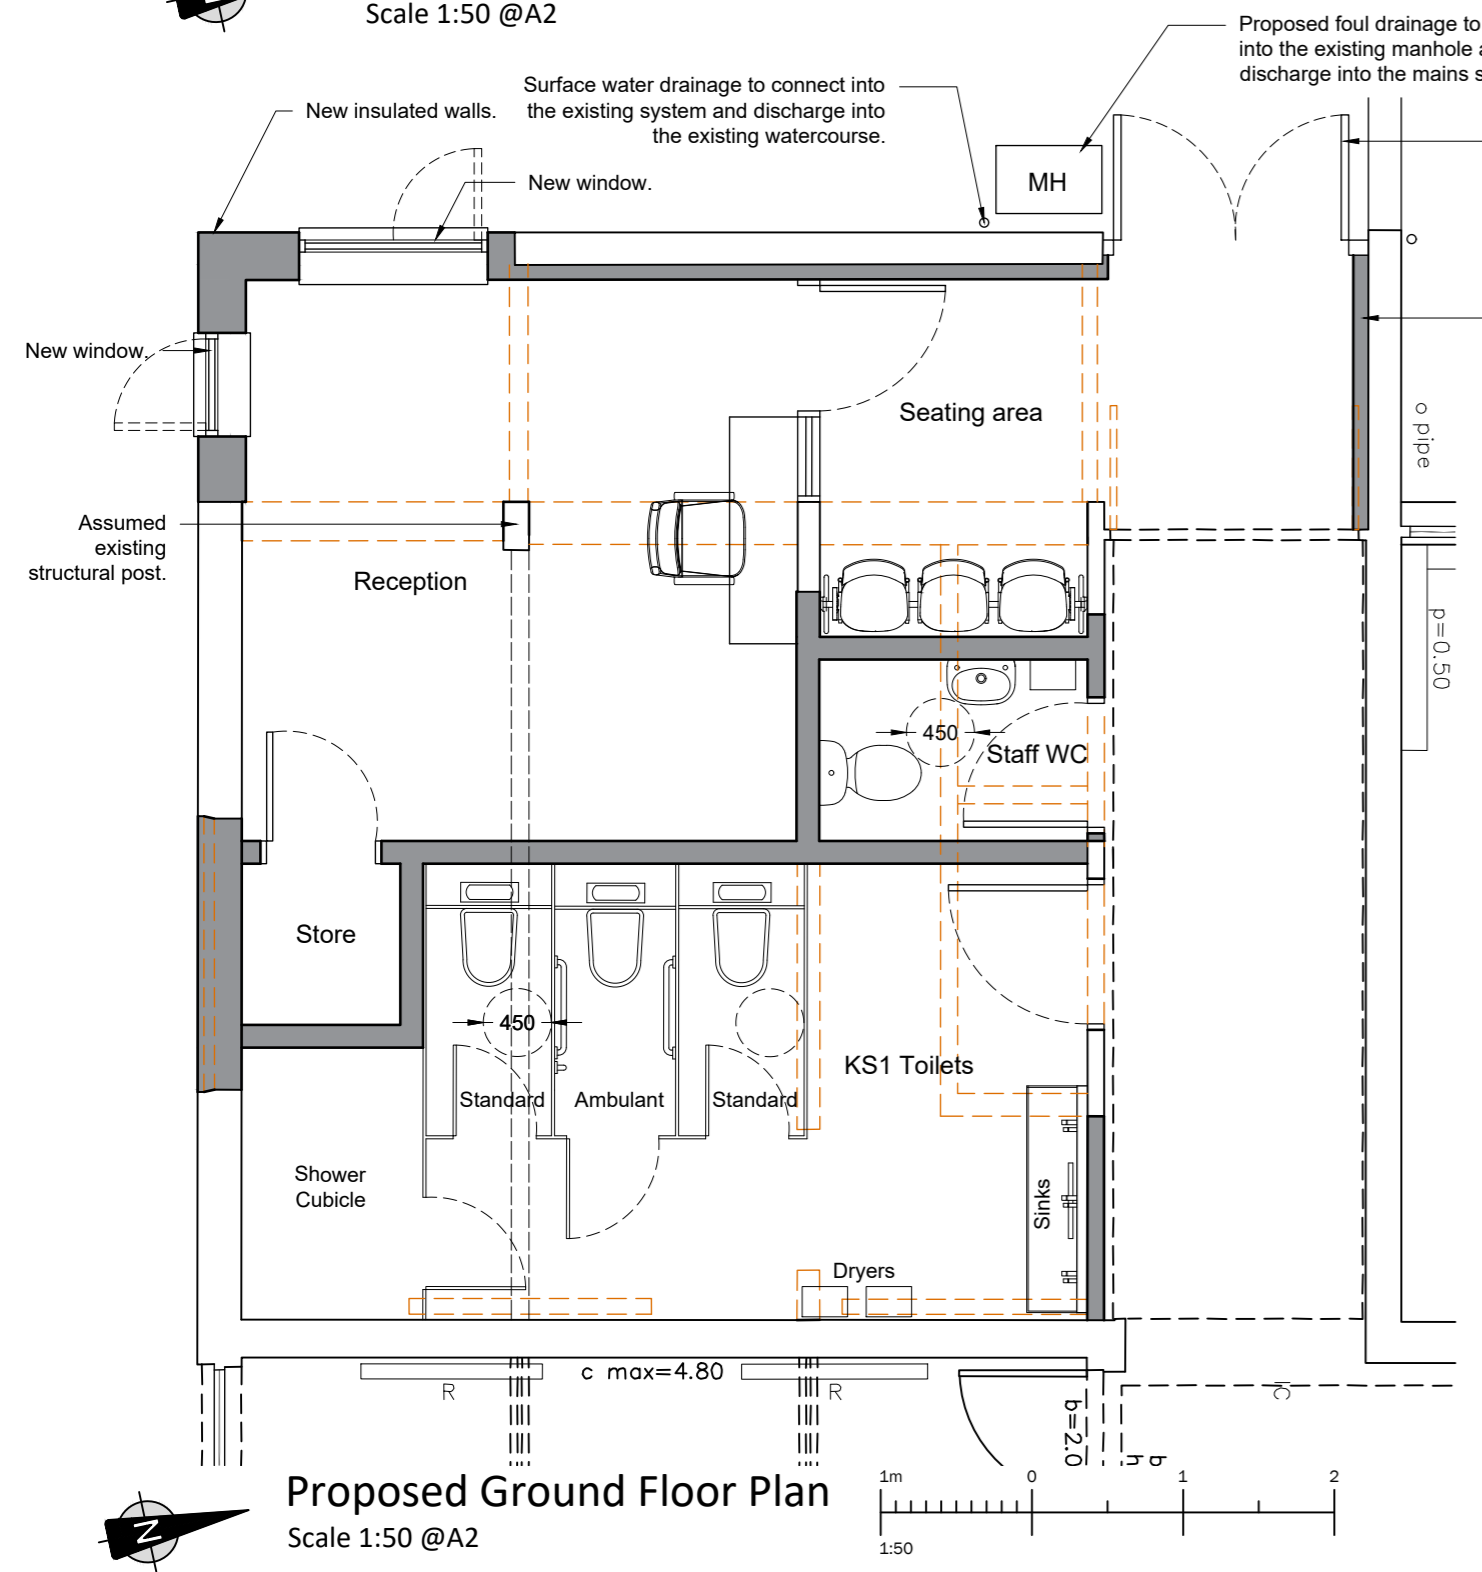 Scale 1:50 @A2
Proposed foul drainage to
into the existing manhole a
discharge into the mains s
Surface water drainage to connect into
the existing system and discharge into
the existing watercourse.
New insulated walls.
New window.
MH
New window.
Seating area
pipe
Assumed
existing
structural post.
Reception
p=0.50
450
Staff WC
Store
450
KS1 Toilets
Standard
Ambulant
Standard
Shower
Cubicle
Sinks
Dryers
c max=4.80
R
R
IC
b=2.0
Proposed Ground Floor Plan
Scale 1:50 @A2
N
1m 0 1 2
1:50